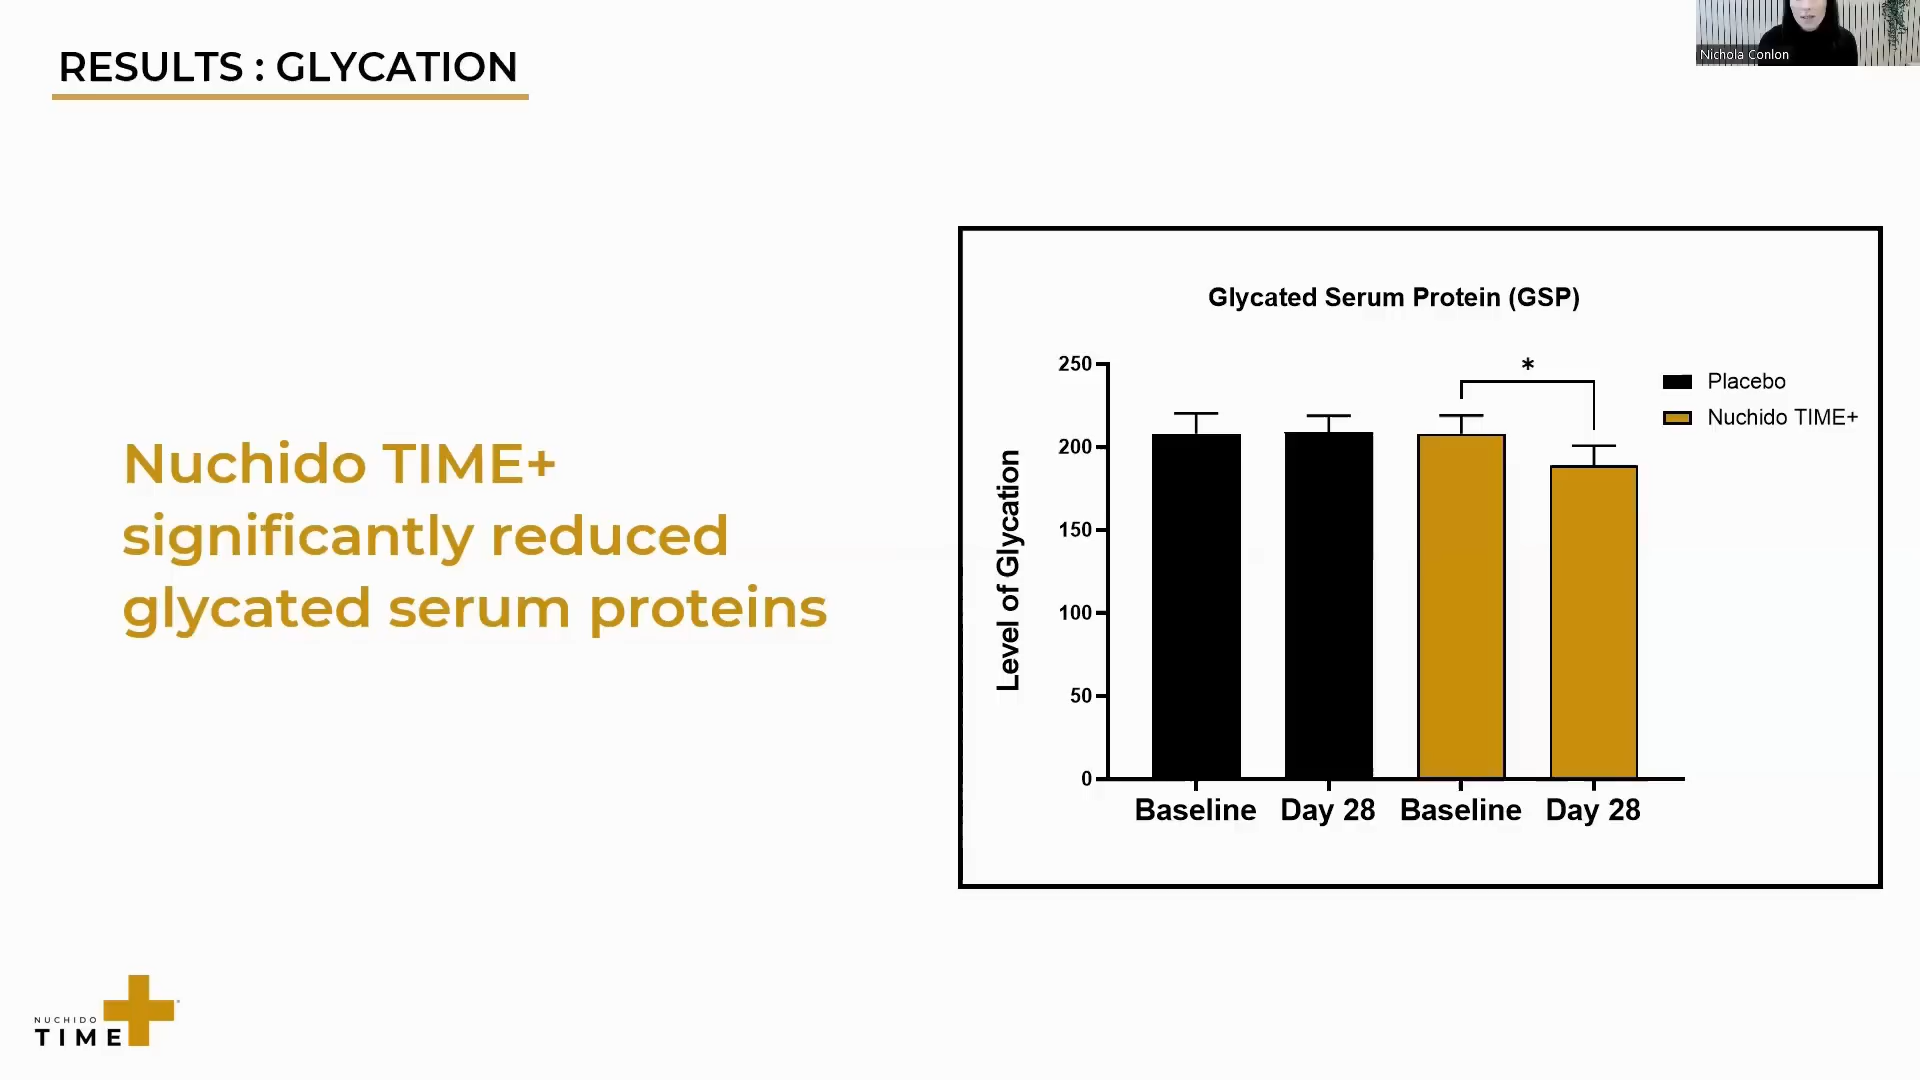 RESULTS : GLYCATION
Nichola Conlon
Nuchido TIME+
significantly reduced
glycated serum proteins
Glycated Serum Protein (GSP)
Level of Glycation
250
200
150
100
50
0
*
Placebo
Nuchido TIME+
Baseline Day 28 Baseline Day 28
NUCHIDO
TIME